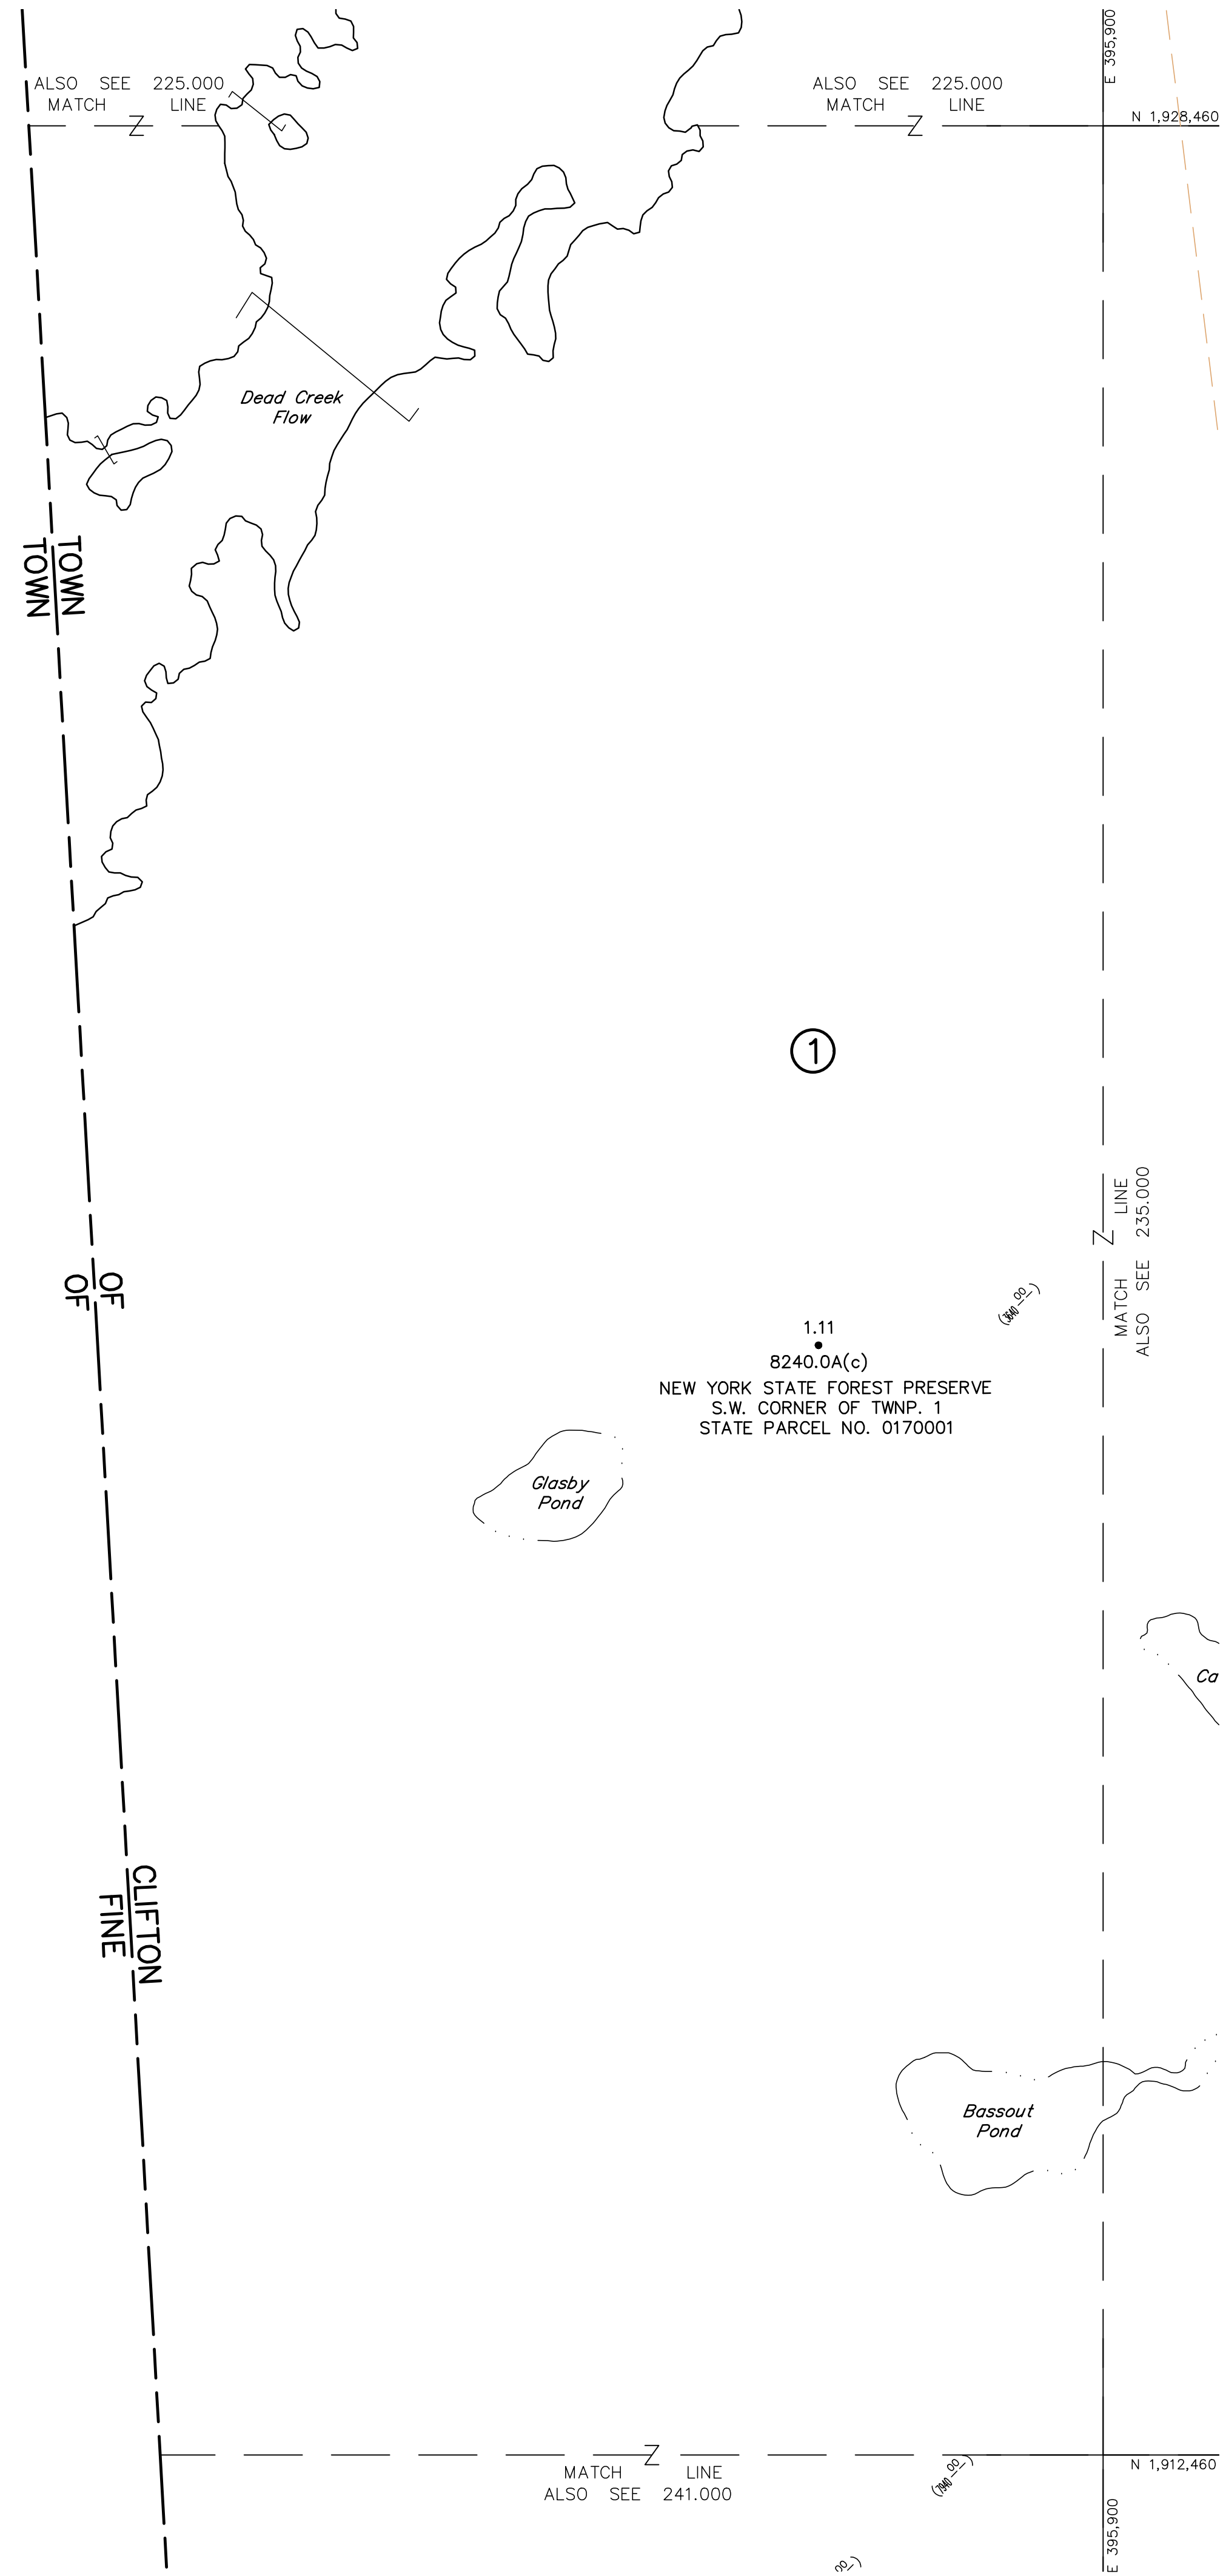 E 395,900
ALSO SEE 225.000
MATCH LINE
ALSO SEE 225.000
MATCH LINE
N 1,928,460
Dead Creek
Flow
TOWN
TOWN
1
MATCH LINE
ALSO SEE 235.000
OF
OF
1.11
8240.0A(c)
NEW YORK STATE FOREST PRESERVE
S.W. CORNER OF TWNP. 1
STATE PARCEL NO. 0170001
Glasby
Pond
Ca
CLIFTON
FINE
Bassout
Pond
MATCH LINE
ALSO SEE 241.000
N 1,912,460
E 395,900